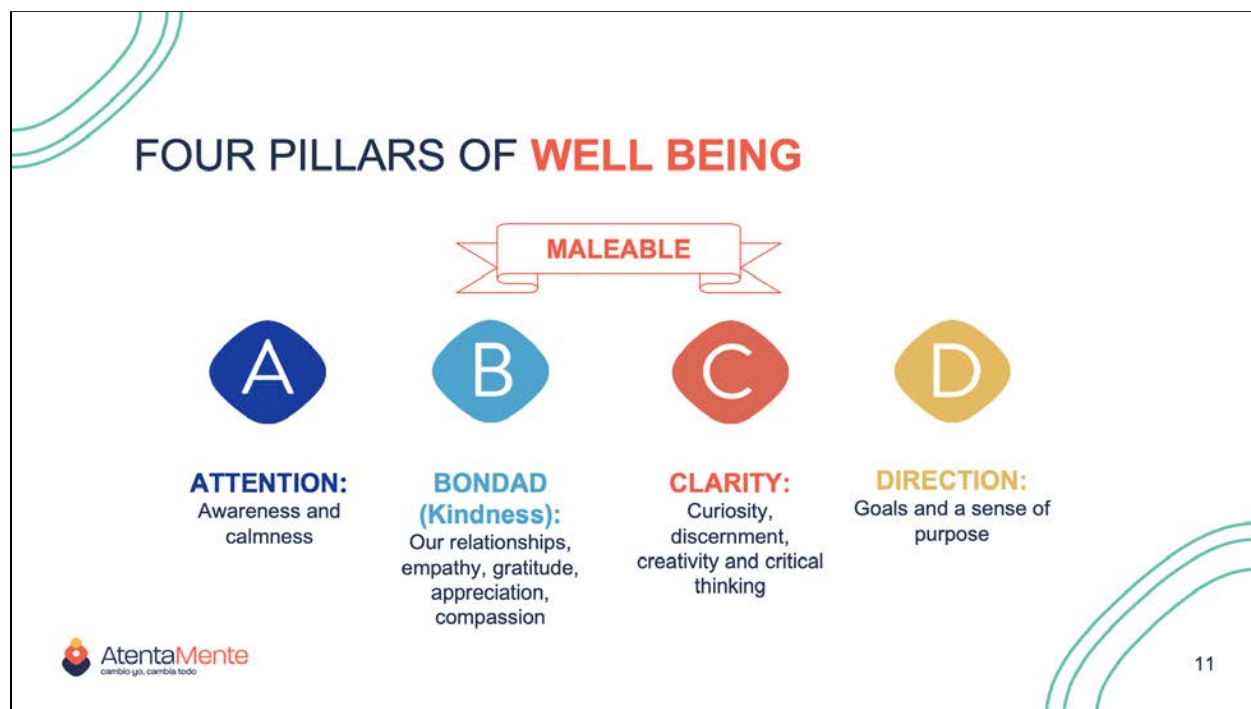 FOUR PILLARS OF WELL BEING
MALEABLE
A
B
C
D
ATTENTION:
Awareness and
calmness
BONDAD
(Kindness):
Our relationships,
empathy, gratitude,
appreciation,
compassion
CLARITY:
Curiosity,
discernment,
creativity and critical
thinking
DIRECTION:
Goals and a sense of
purpose
AtentaMente
cambio yo, cambia todo
11